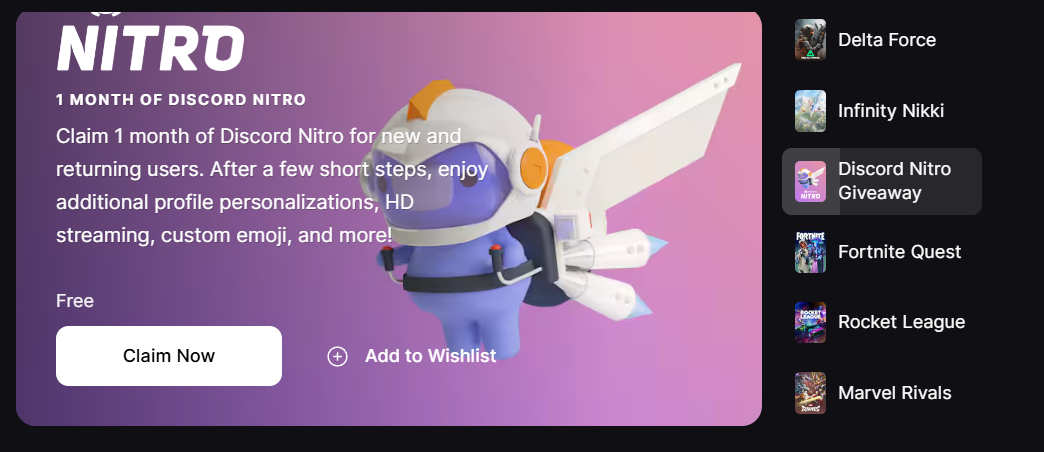 NITRO
1 MONTH OF DISCORD NITRO
Claim 1 month of Discord Nitro for new and
returning users. After a few short steps, enjoy
additional profile personalizations, HD
streaming, custom emoji, and more!
Free
Claim Now
Add to Wishlist
Delta Force
Infinity Nikki
NITRO
Discord Nitro
Giveaway
FORTNITE
Fortnite Quest
ROCKET
LEAGUE
Rocket League
Marvel Rivals